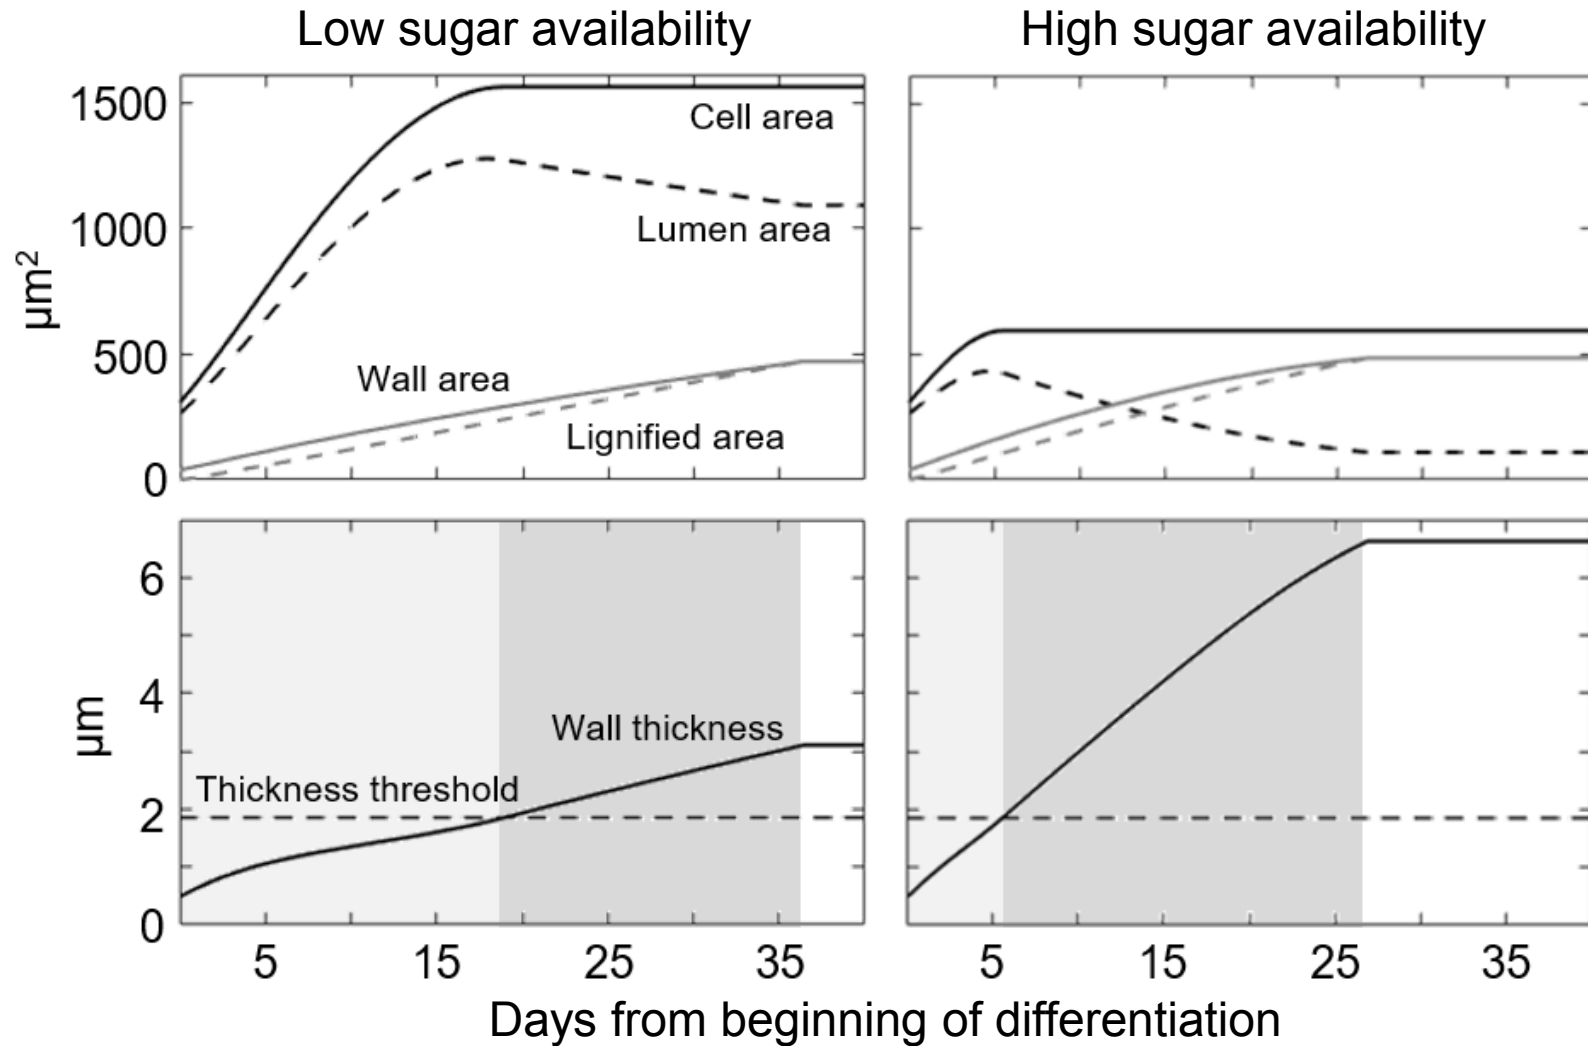 Low sugar availability
High sugar availability
1500
1000
500
0
µm²
Cell area
Lumen area
Wall area
Lignified area
6
4
2
0
µm
Wall thickness
Thickness threshold
5 15 25 35
5 15 25 35
Days from beginning of differentiation